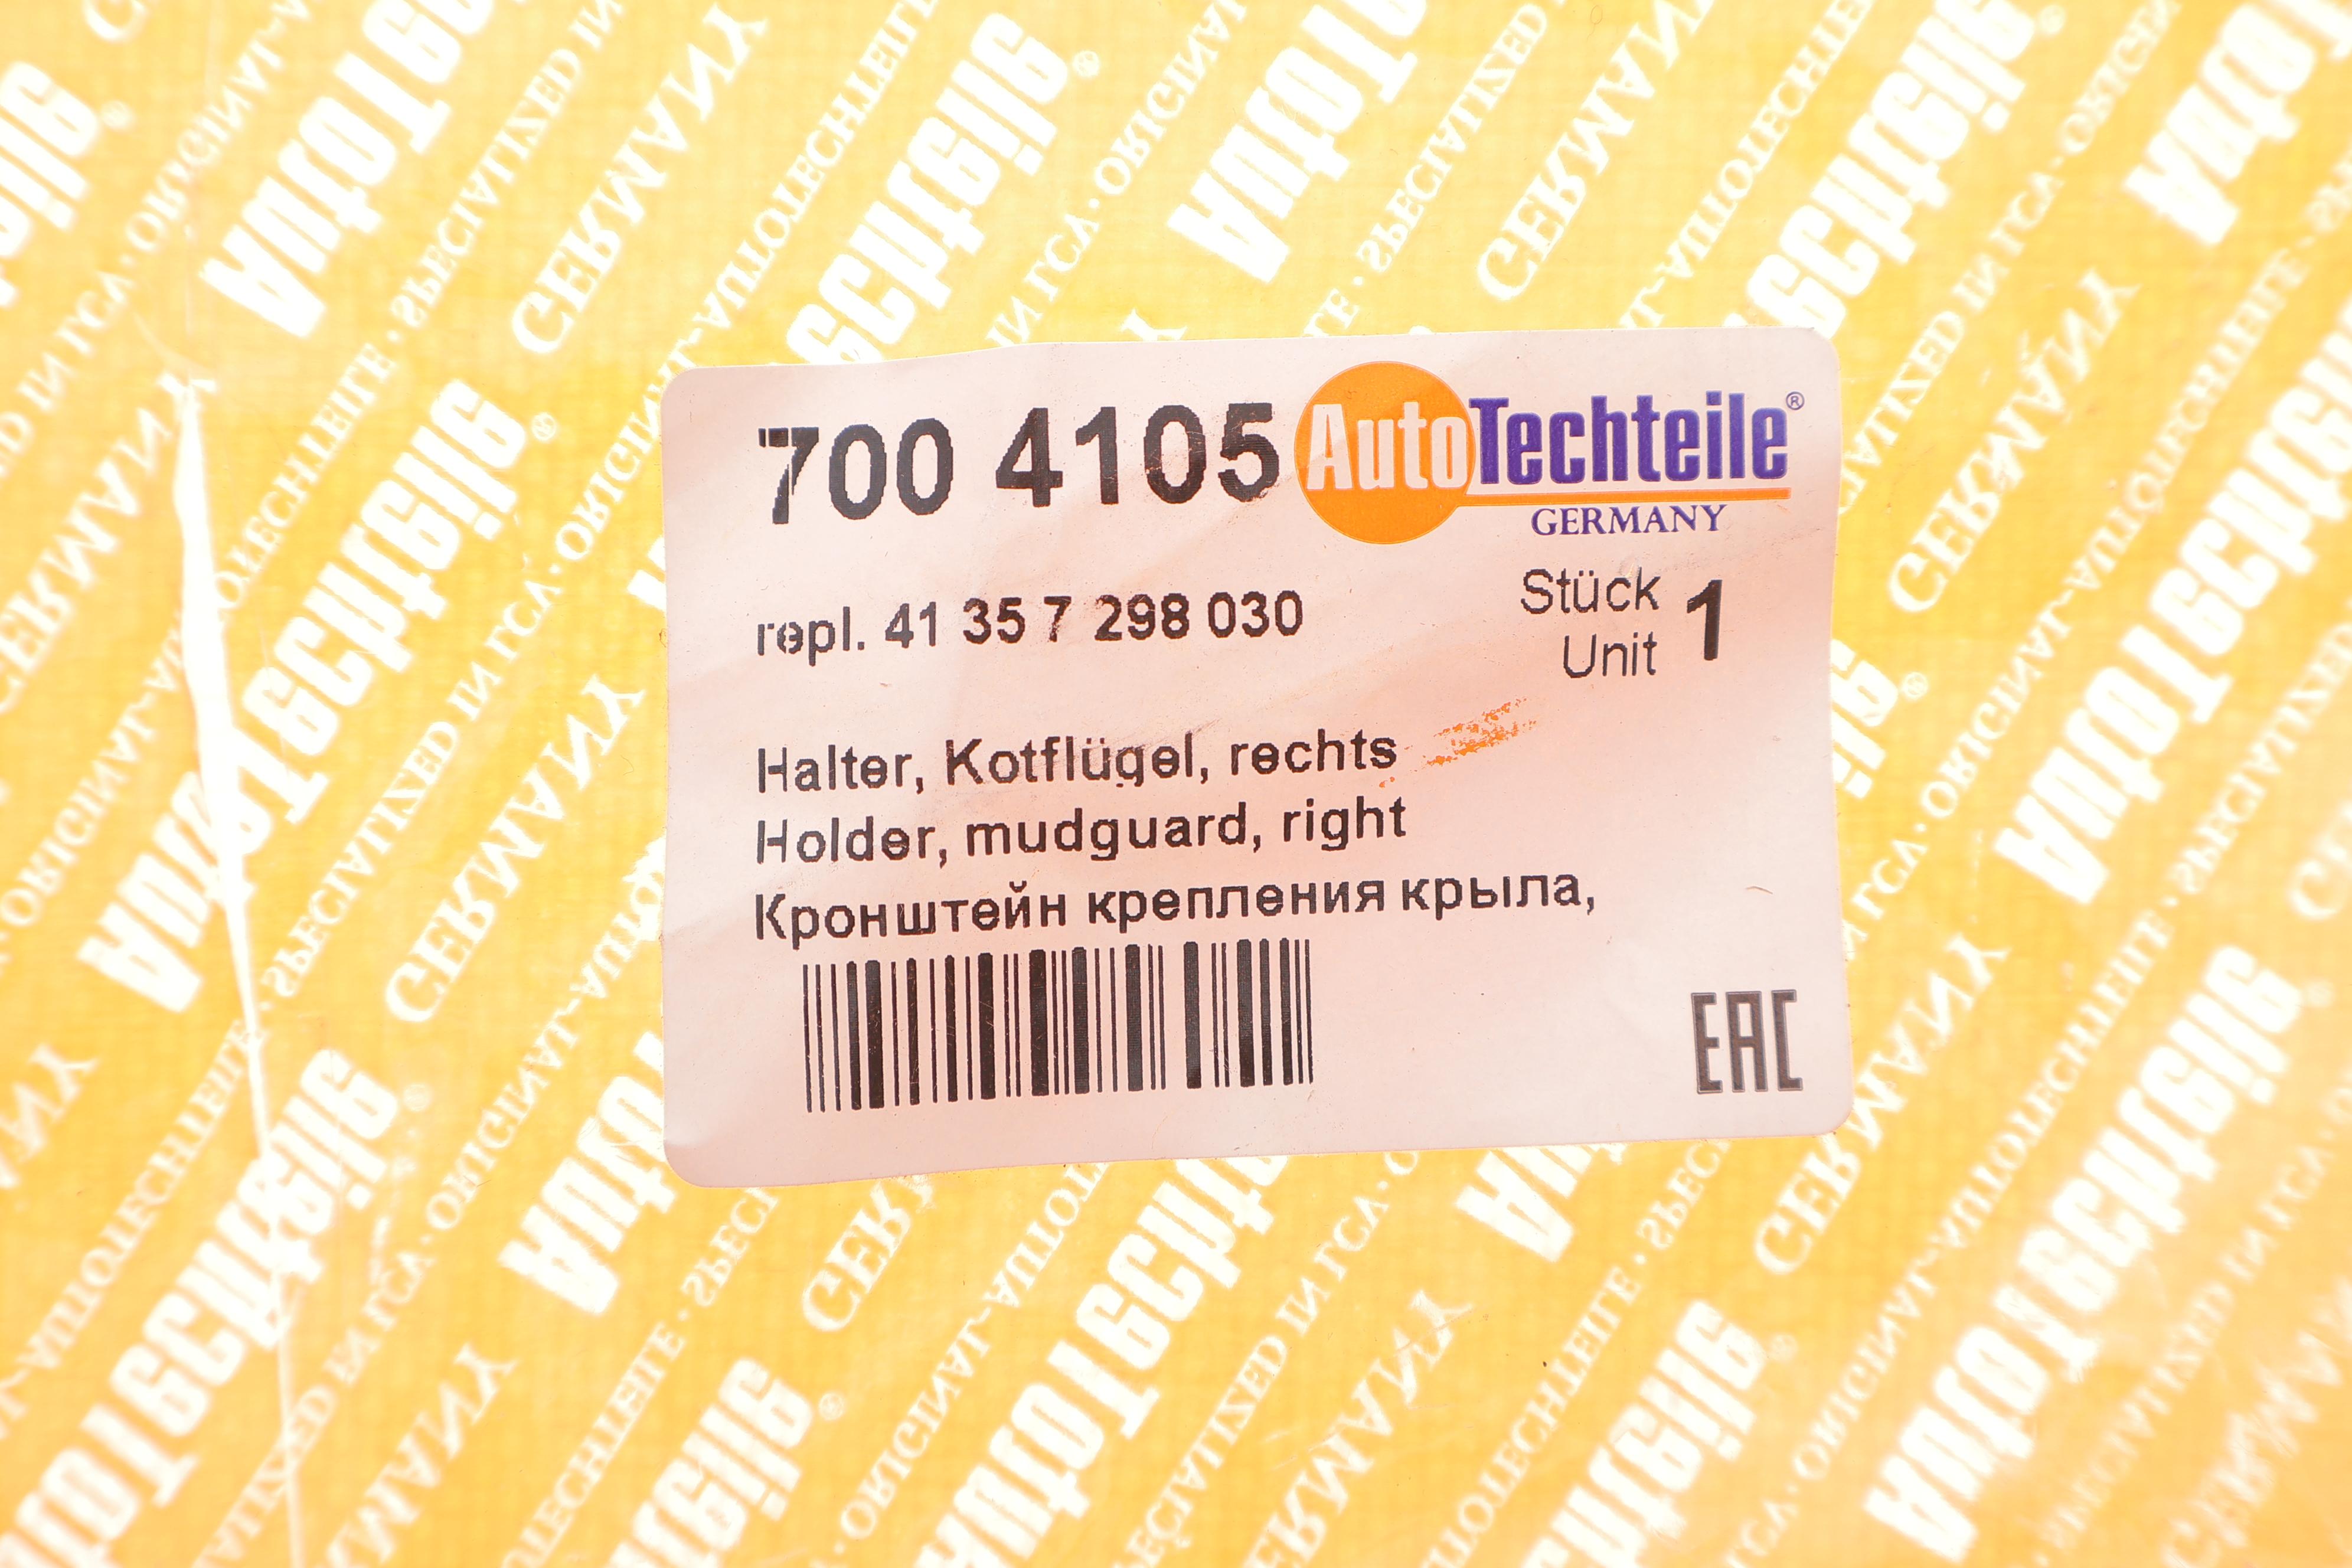 700 4105
AutoTechteile®
GERMANY
repl. 41 35 7 298 030
Stück
Unit 1
Halter, Kotflügel, rechts
Holder, mudguard, right
Кронштейн крепления крыла,
EAC